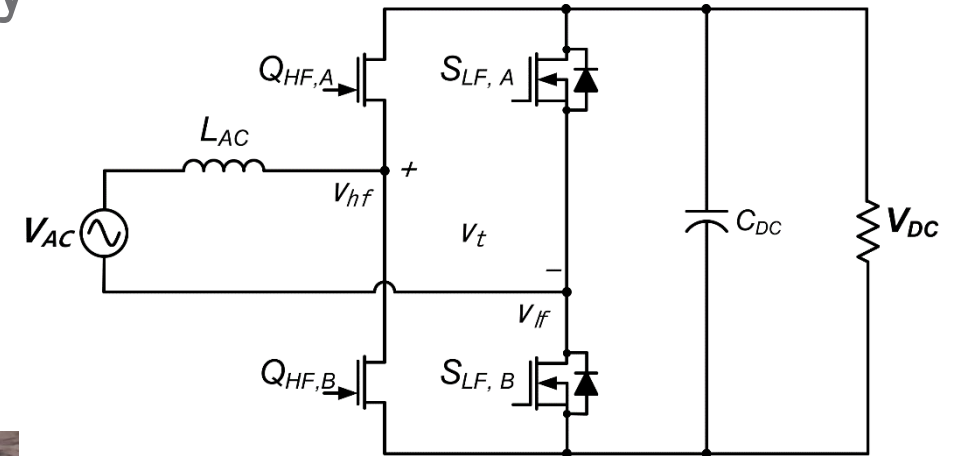 y
Q_HF,A
S_LF, A
L_AC
+
v_hf
V_AC
v_t
C_DC
V_DC
−
v_lf
Q_HF,B
S_LF, B